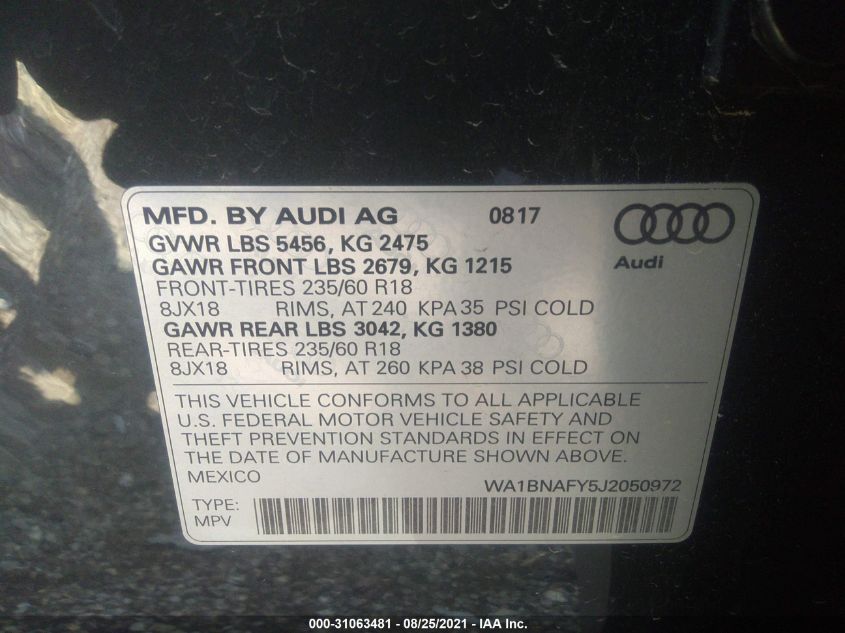 MFD. BY AUDI AG 0817
GVWR LBS 5456, KG 2475
GAWR FRONT LBS 2679, KG 1215
Audi
FRONT-TIRES 235/60 R18
8JX18 RIMS, AT 240 KPA 35 PSI COLD
GAWR REAR LBS 3042, KG 1380
REAR-TIRES 235/60 R18
8JX18 RIMS, AT 260 KPA 38 PSI COLD
THIS VEHICLE CONFORMS TO ALL APPLICABLE
U.S. FEDERAL MOTOR VEHICLE SAFETY AND
THEFT PREVENTION STANDARDS IN EFFECT ON
THE DATE OF MANUFACTURE SHOWN ABOVE.
MEXICO
WA1BNAFY5J2050972
TYPE:
MPV
000-31063481 - 08/25/2021 - IAA Inc.